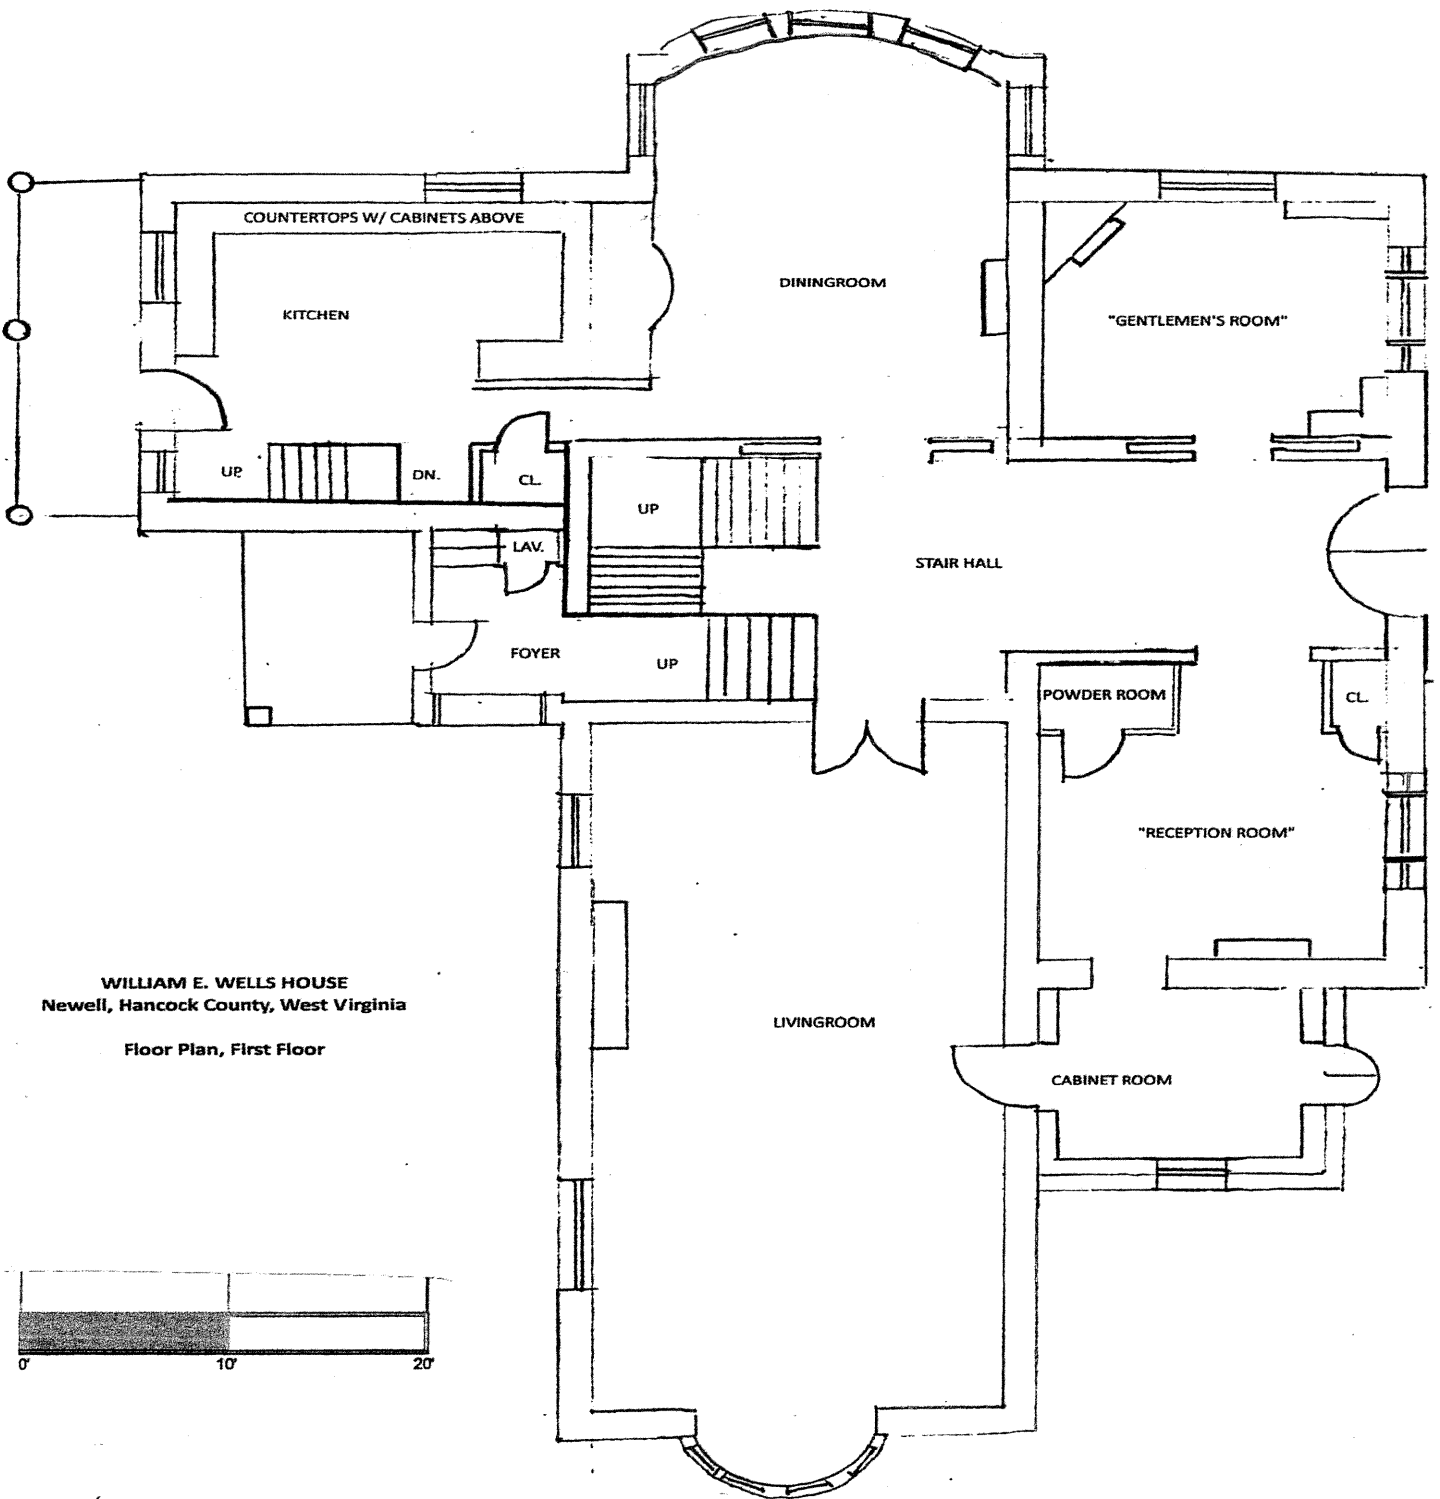 COUNTERTOPS W/ CABINETS ABOVE
DININGROOM
KITCHEN
"GENTLEMEN'S ROOM"
UP
DN.
CL.
UP
LAV.
STAIR HALL
FOYER
UP
POWDER ROOM
CL.
"RECEPTION ROOM"
WILLIAM E. WELLS HOUSE
Newell, Hancock County, West Virginia
Floor Plan, First Floor
LIVINGROOM
CABINET ROOM
0' 10' 20'